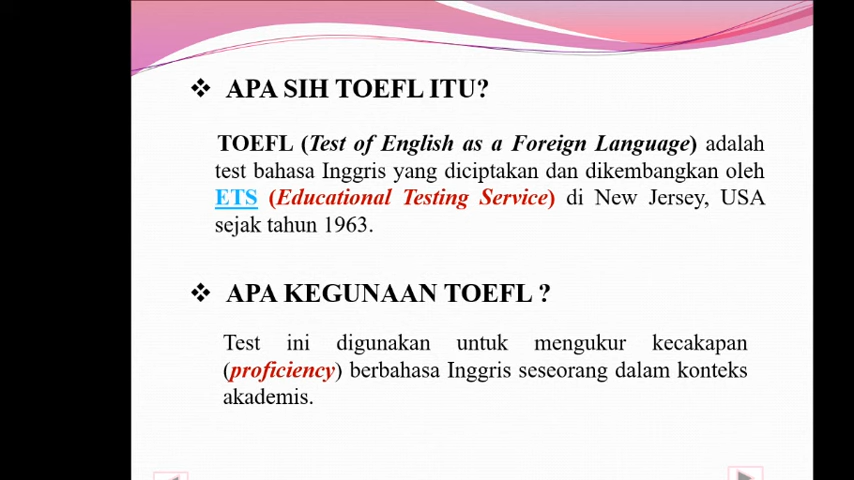 ❖ APA SIH TOEFL ITU?
TOEFL (Test of English as a Foreign Language) adalah
test bahasa Inggris yang diciptakan dan dikembangkan oleh
ETS (Educational Testing Service) di New Jersey, USA
sejak tahun 1963.
❖ APA KEGUNAAN TOEFL ?
Test ini digunakan untuk mengukur kecakapan
(proficiency) berbahasa Inggris seseorang dalam konteks
akademis.